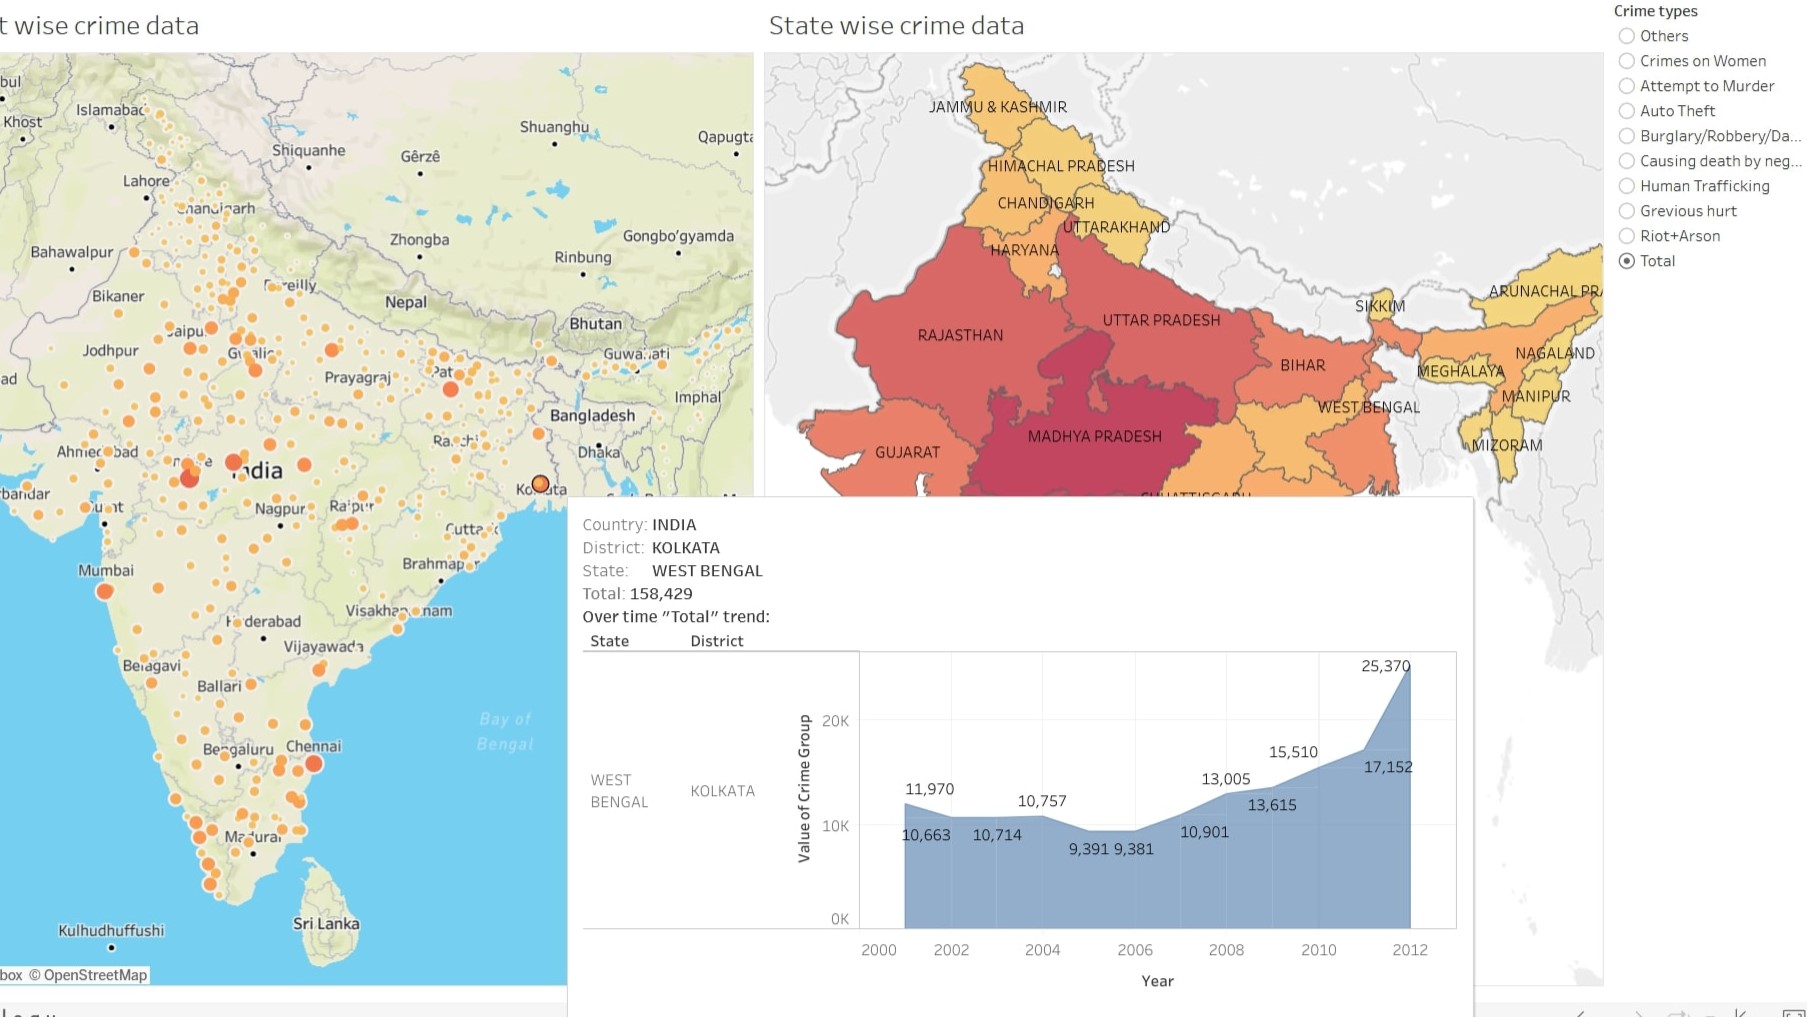 t wise crime data
State wise crime data
Crime types
Others
Crimes on Women
Attempt to Murder
Auto Theft
Burglary/Robbery/Da...
Causing death by neg...
Human Trafficking
Grevious hurt
Riot+Arson
Total
bul
Islamabad
Khost
Shuanghu
Qapugta
Shiquanhe
Gêrzê
Lahore
Chandigarh
Zhongba
Gongbo'gyamda
Bahawalpur
Rinbung
Bikaner
Bareilly
Nepal
Bhutan
Jaipu
Jodhpur
Gwalio
Guwahati
ad
Prayagraj
Pat
Imphal
Bangladesh
Ranchi
Ahmedabad
Dhaka
India
rbandar
Kolkata
Surat
Nagpur
Raipur
Cuttack
Mumbai
Brahmapur
Visakhapatnam
Hyderabad
Vijayawada
Belagavi
Ballari
Bay of
Bengal
Bengaluru
Chennai
Madurai
Sri Lanka
Kulhudhuffushi
box © OpenStreetMap
JAMMU & KASHMIR
HIMACHAL PRADESH
CHANDIGARH
UTTARAKHAND
HARYANA
ARUNACHAL PRA
SIKKIM
RAJASTHAN
UTTAR PRADESH
NAGALAND
BIHAR
MEGHALAYA
MANIPUR
WEST BENGAL
MADHYA PRADESH
MIZORAM
GUJARAT
CHHATTISGARH
Country: INDIA
District: KOLKATA
State: WEST BENGAL
Total: 158,429
Over time "Total" trend:
State District
WEST
BENGAL
KOLKATA
Value of Crime Group
20K
10K
0K
11,970
10,663
10,714
10,757
9,391
9,381
10,901
13,005
13,615
15,510
17,152
25,370
2000 2002 2004 2006 2008 2010 2012
Year